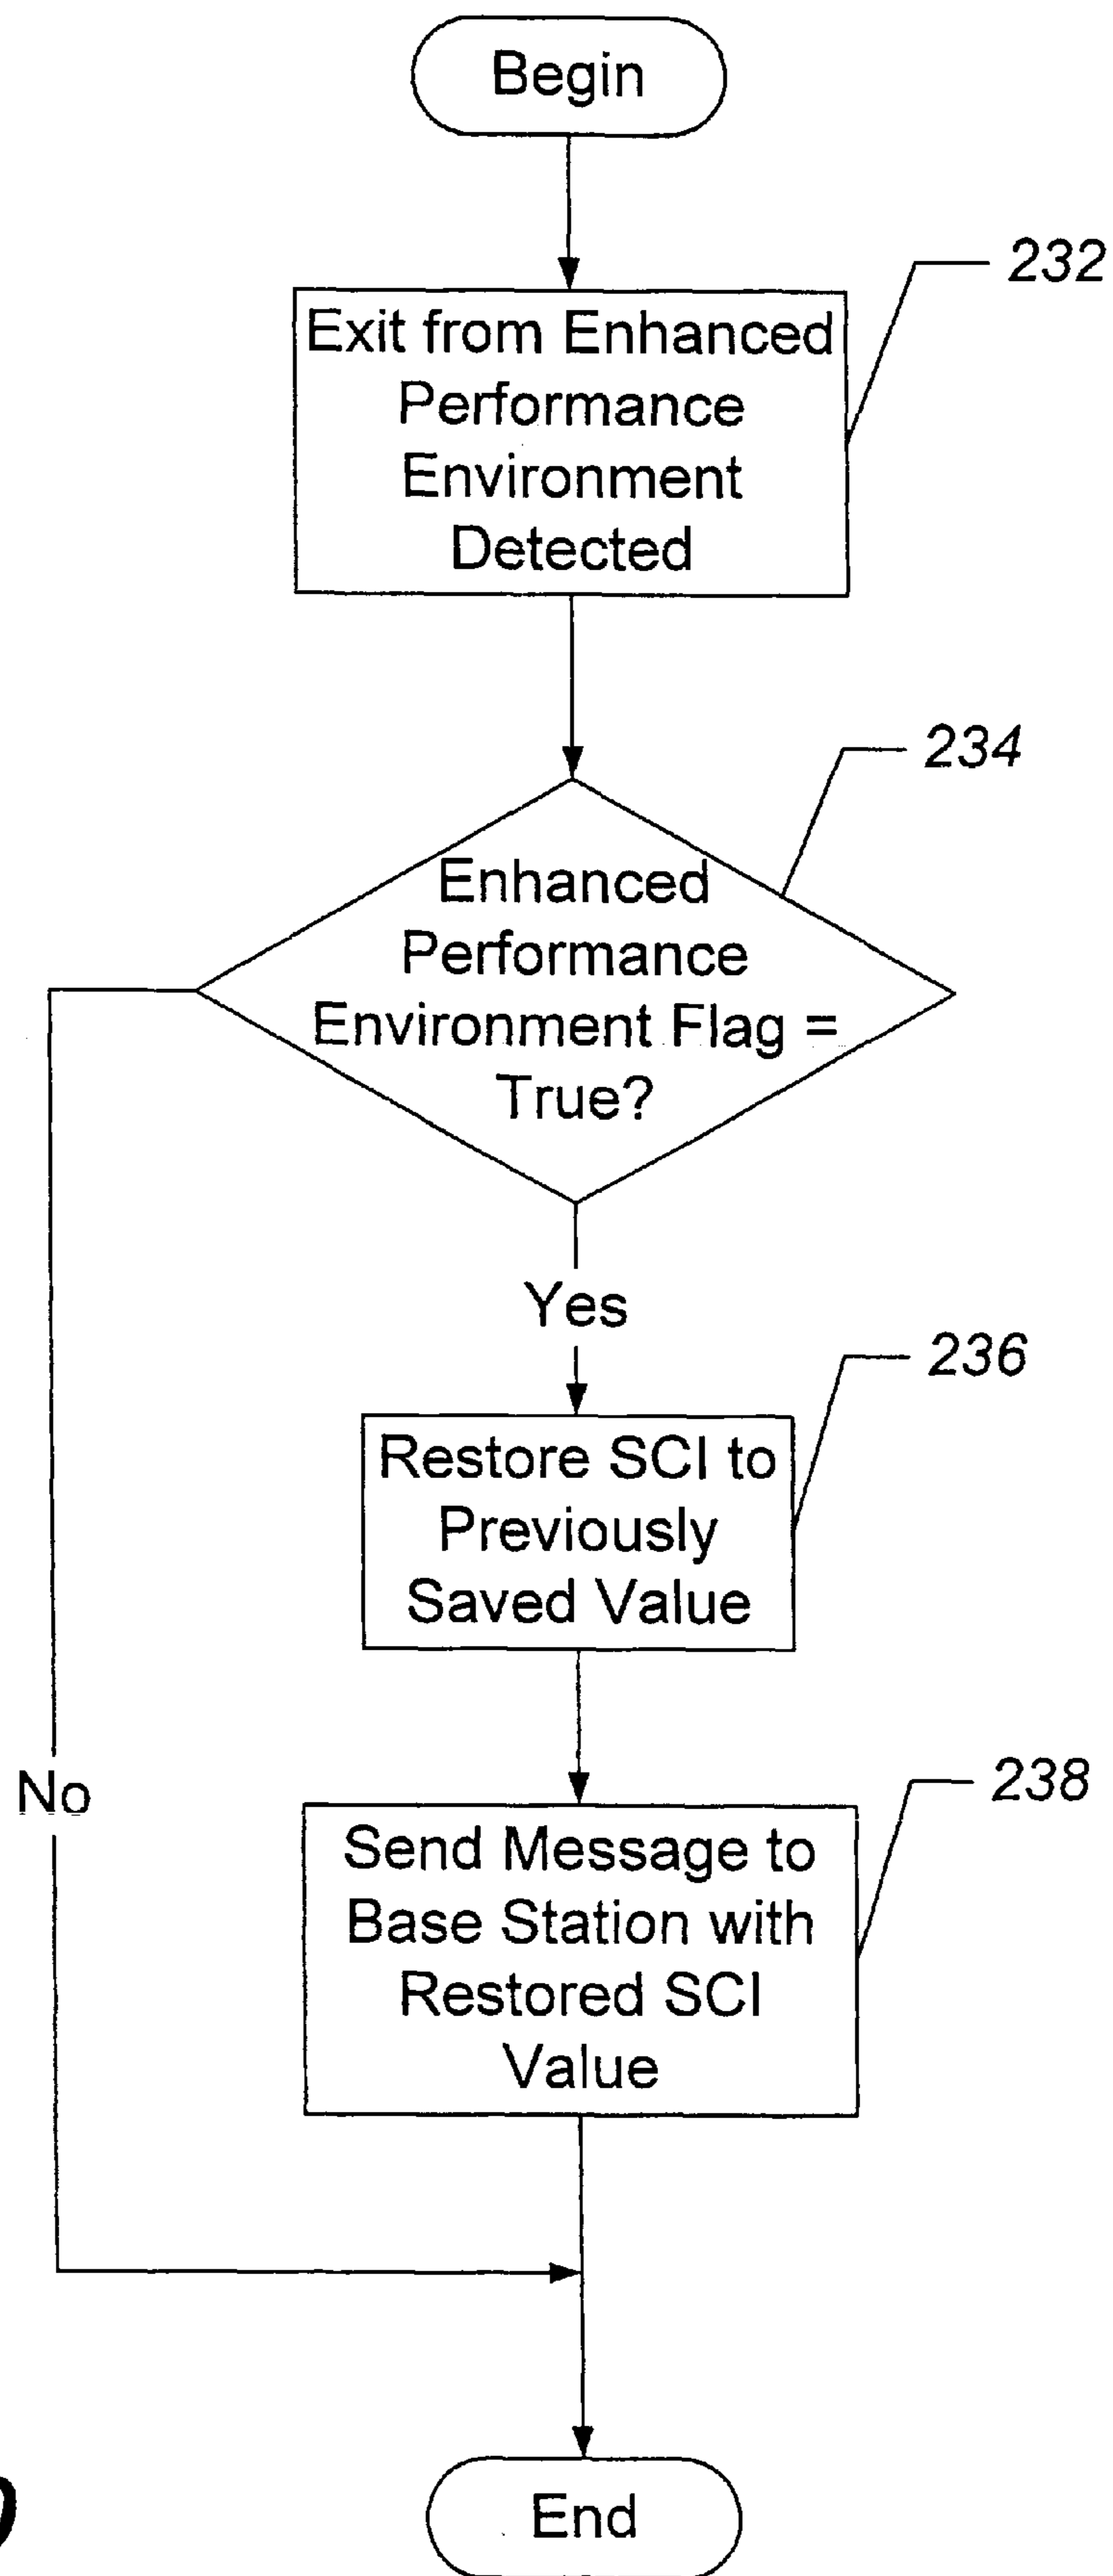 Begin
232
Exit from Enhanced
Performance
Environment
Detected
234
Enhanced
Performance
Environment Flag =
True?
Yes
236
Restore SCI to
Previously
Saved Value
No
238
Send Message to
Base Station with
Restored SCI
Value
End